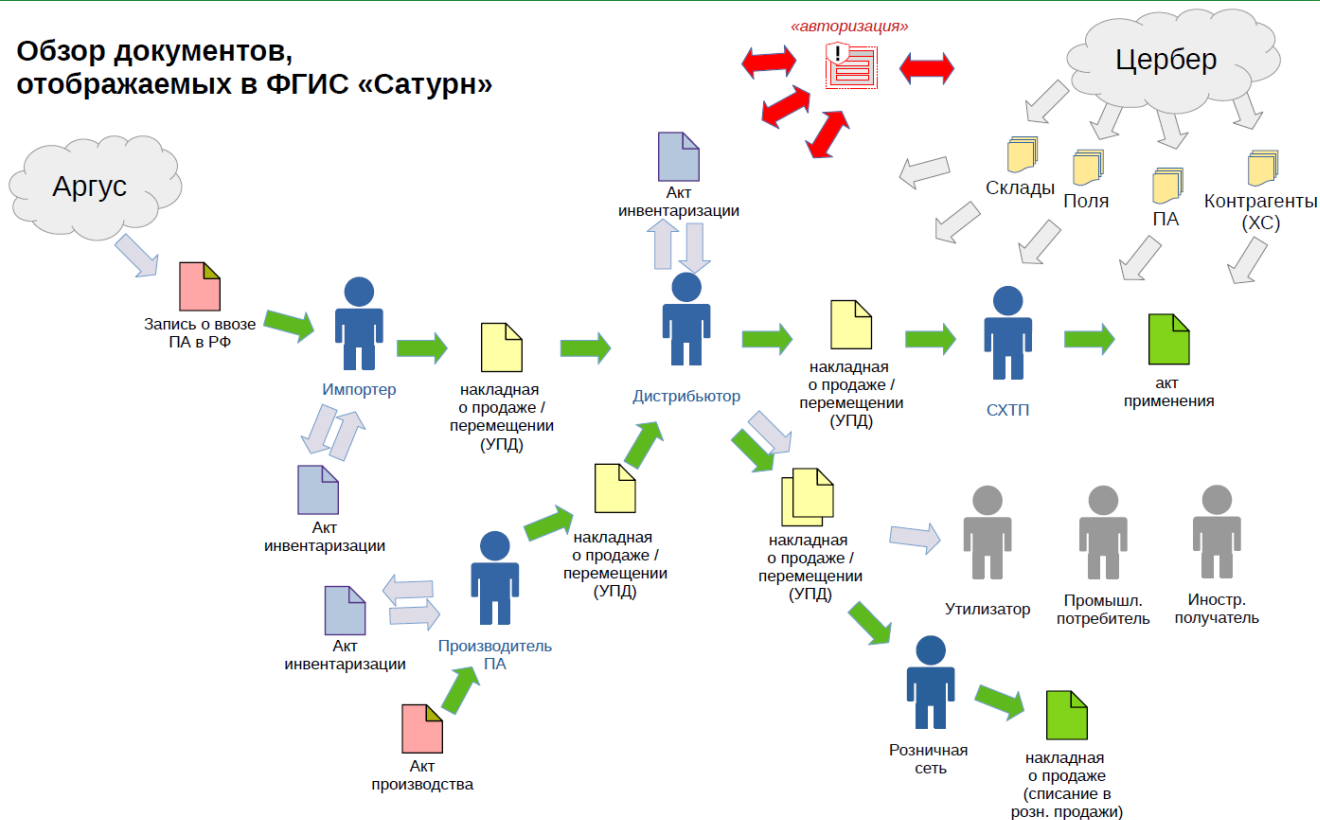 Обзор документов,
отображаемых в ФГИС «Сатурн»
«авторизация»
Цербер
Аргус
Акт
инвентаризации
Склады
Поля
ПА
Контрагенты
(ХС)
Запись о ввозе
ПА в РФ
Импортер
накладная
о продаже /
перемещении
(УПД)
Дистрибьютор
накладная
о продаже /
перемещении
(УПД)
СХТП
акт
применения
Акт
инвентаризации
накладная
о продаже /
перемещении
(УПД)
накладная
о продаже /
перемещении
(УПД)
Утилизатор
Промышл.
потребитель
Иностр.
получатель
Акт
инвентаризации
Производитель
ПА
Акт
производства
Розничная
сеть
накладная
о продаже
(списание в
розн. продажи)